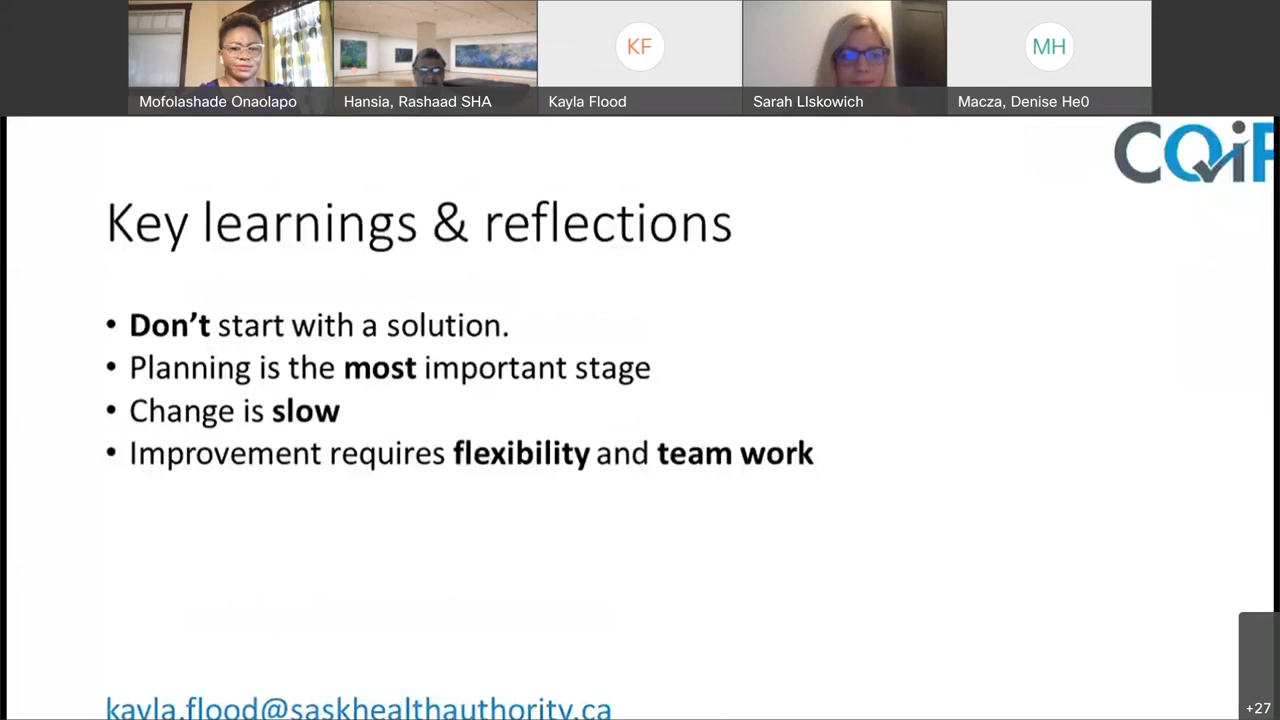 KF
MH
Mofolashade Onaolapo
Hansia, Rashaad SHA
Kayla Flood
Sarah LIskowich
Macza, Denise He0
CQiP
Key learnings & reflections
• Don’t start with a solution.
• Planning is the most important stage
• Change is slow
• Improvement requires flexibility and team work
kayla.flood@saskhealthauthority.ca
+27